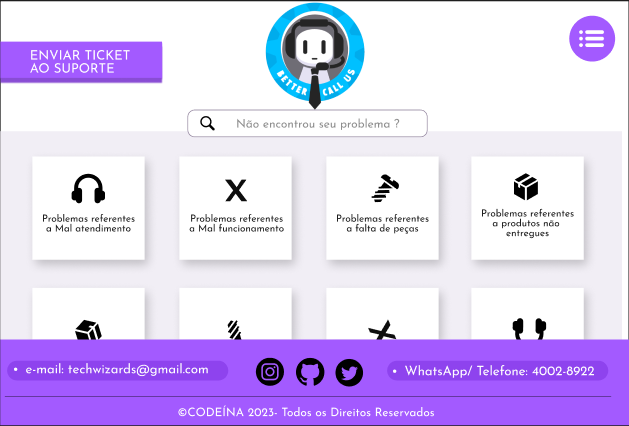 ENVIAR TICKET
AO SUPORTE
BETTER CALL US
Não encontrou seu problema ?
Problemas referentes
a Mal atendimento
Problemas referentes
a Mal funcionamento
Problemas referentes
a falta de peças
Problemas referentes
a produtos não
entregues
• e-mail: techwizards@gmail.com
• WhatsApp/ Telefone: 4002-8922
©CODEÍNA 2023- Todos os Direitos Reservados